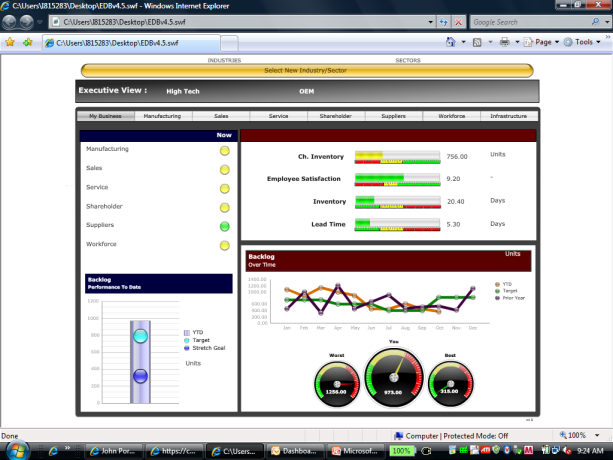 C:\Users\I815283\Desktop\EDBv4.5.swf - Windows Internet Explorer
C:\Users\I815283\Desktop\EDBv4.5.swf
Google Search
C:\Users\I815283\Desktop\EDBv4.5.swf
Page
Tools
INDUSTRIES SECTORS
Select New Industry/Sector
Executive View : High Tech OEM
My Business Manufacturing Sales Service Shareholder Suppliers Workforce Infrastructure
Now
Manufacturing
Sales
Service
Shareholder
Suppliers
Workforce
Ch. Inventory 756.00 Units
Employee Satisfaction 9.20 -
Inventory 20.40 Days
Lead Time 5.30 Days
Backlog
Performance To Date
1200
1000
800
600
400
200
0
YTD
Target
Stretch Goal
Units
Backlog Units
Over Time
1400.00
1200.00
1000.00
600.00
400.00
200.00
0.00
Jan Feb Mar Apr May Jun Jul Aug Sep Oct Nov Dec
YTD
Target
Prior Year
Worst You Best
1256.00 973.00 315.00
Done
Computer | Protected Mode: Off
100%
John Por...
https://c...
C:\Users...
Dashboa...
Microsof...
100%
9:24 AM